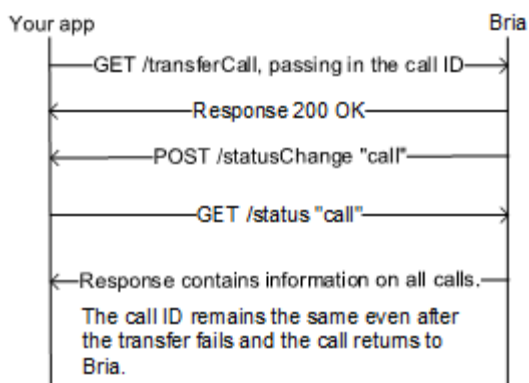 Your app Bria
GET /transferCall, passing in the call ID
Response 200 OK
POST /statusChange "call"
GET /status "call"
Response contains information on all calls.
The call ID remains the same even after
the transfer fails and the call returns to
Bria.